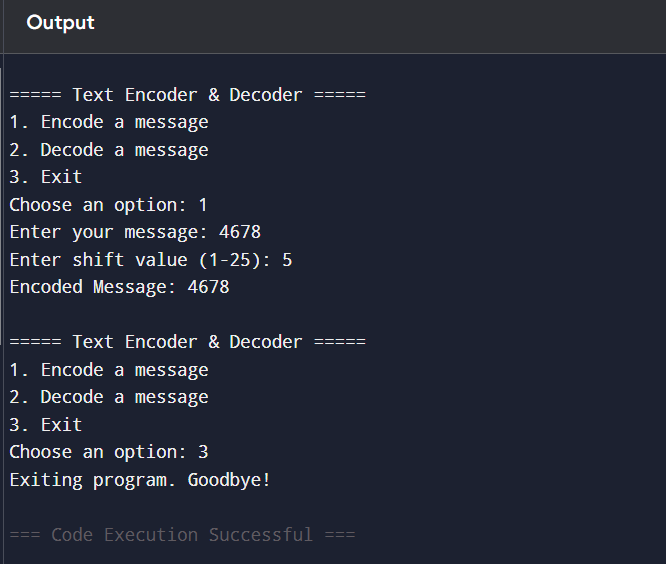 Output
===== Text Encoder & Decoder =====
1. Encode a message
2. Decode a message
3. Exit
Choose an option: 1
Enter your message: 4678
Enter shift value (1-25): 5
Encoded Message: 4678
===== Text Encoder & Decoder =====
1. Encode a message
2. Decode a message
3. Exit
Choose an option: 3
Exiting program. Goodbye!
=== Code Execution Successful ===